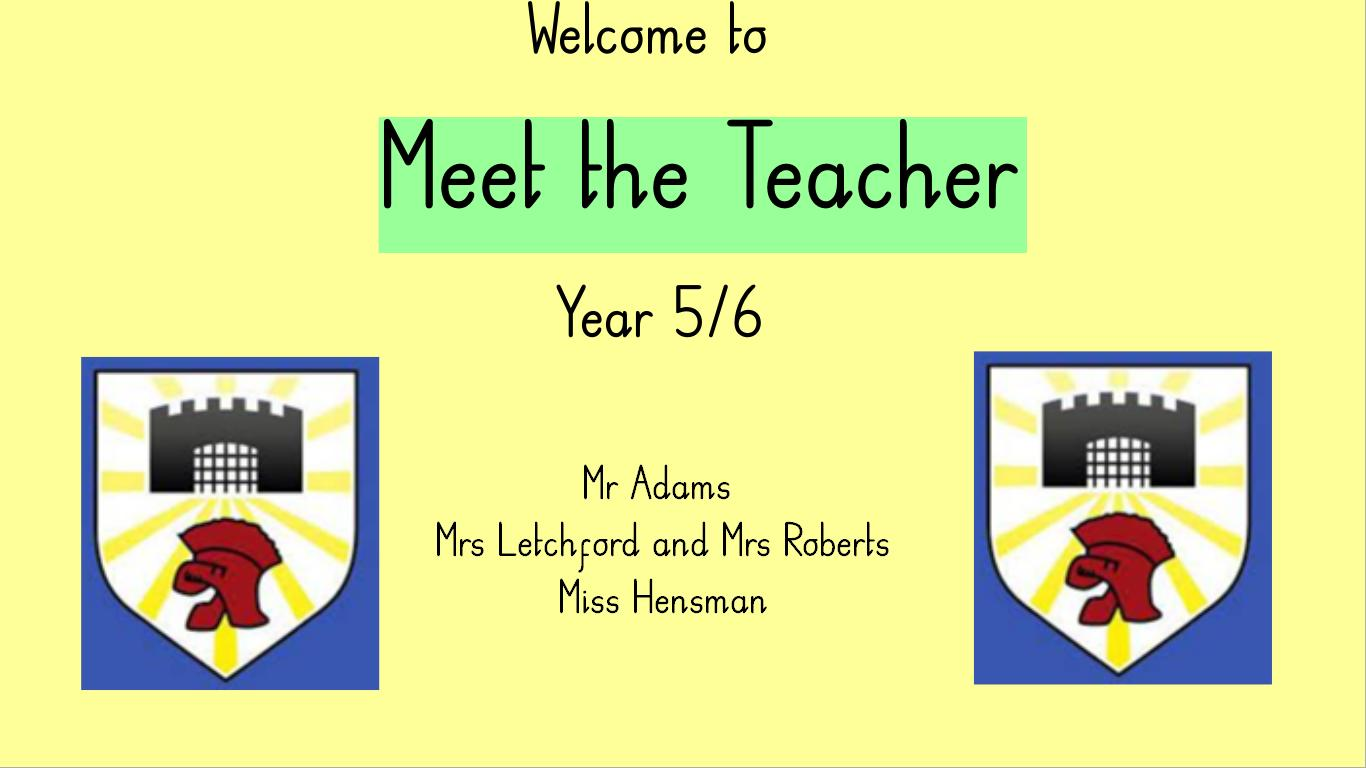 Welcome to
Meet the Teacher
Year 5/6
Mr Adams
Mrs Letchford and Mrs Roberts
Miss Hensman